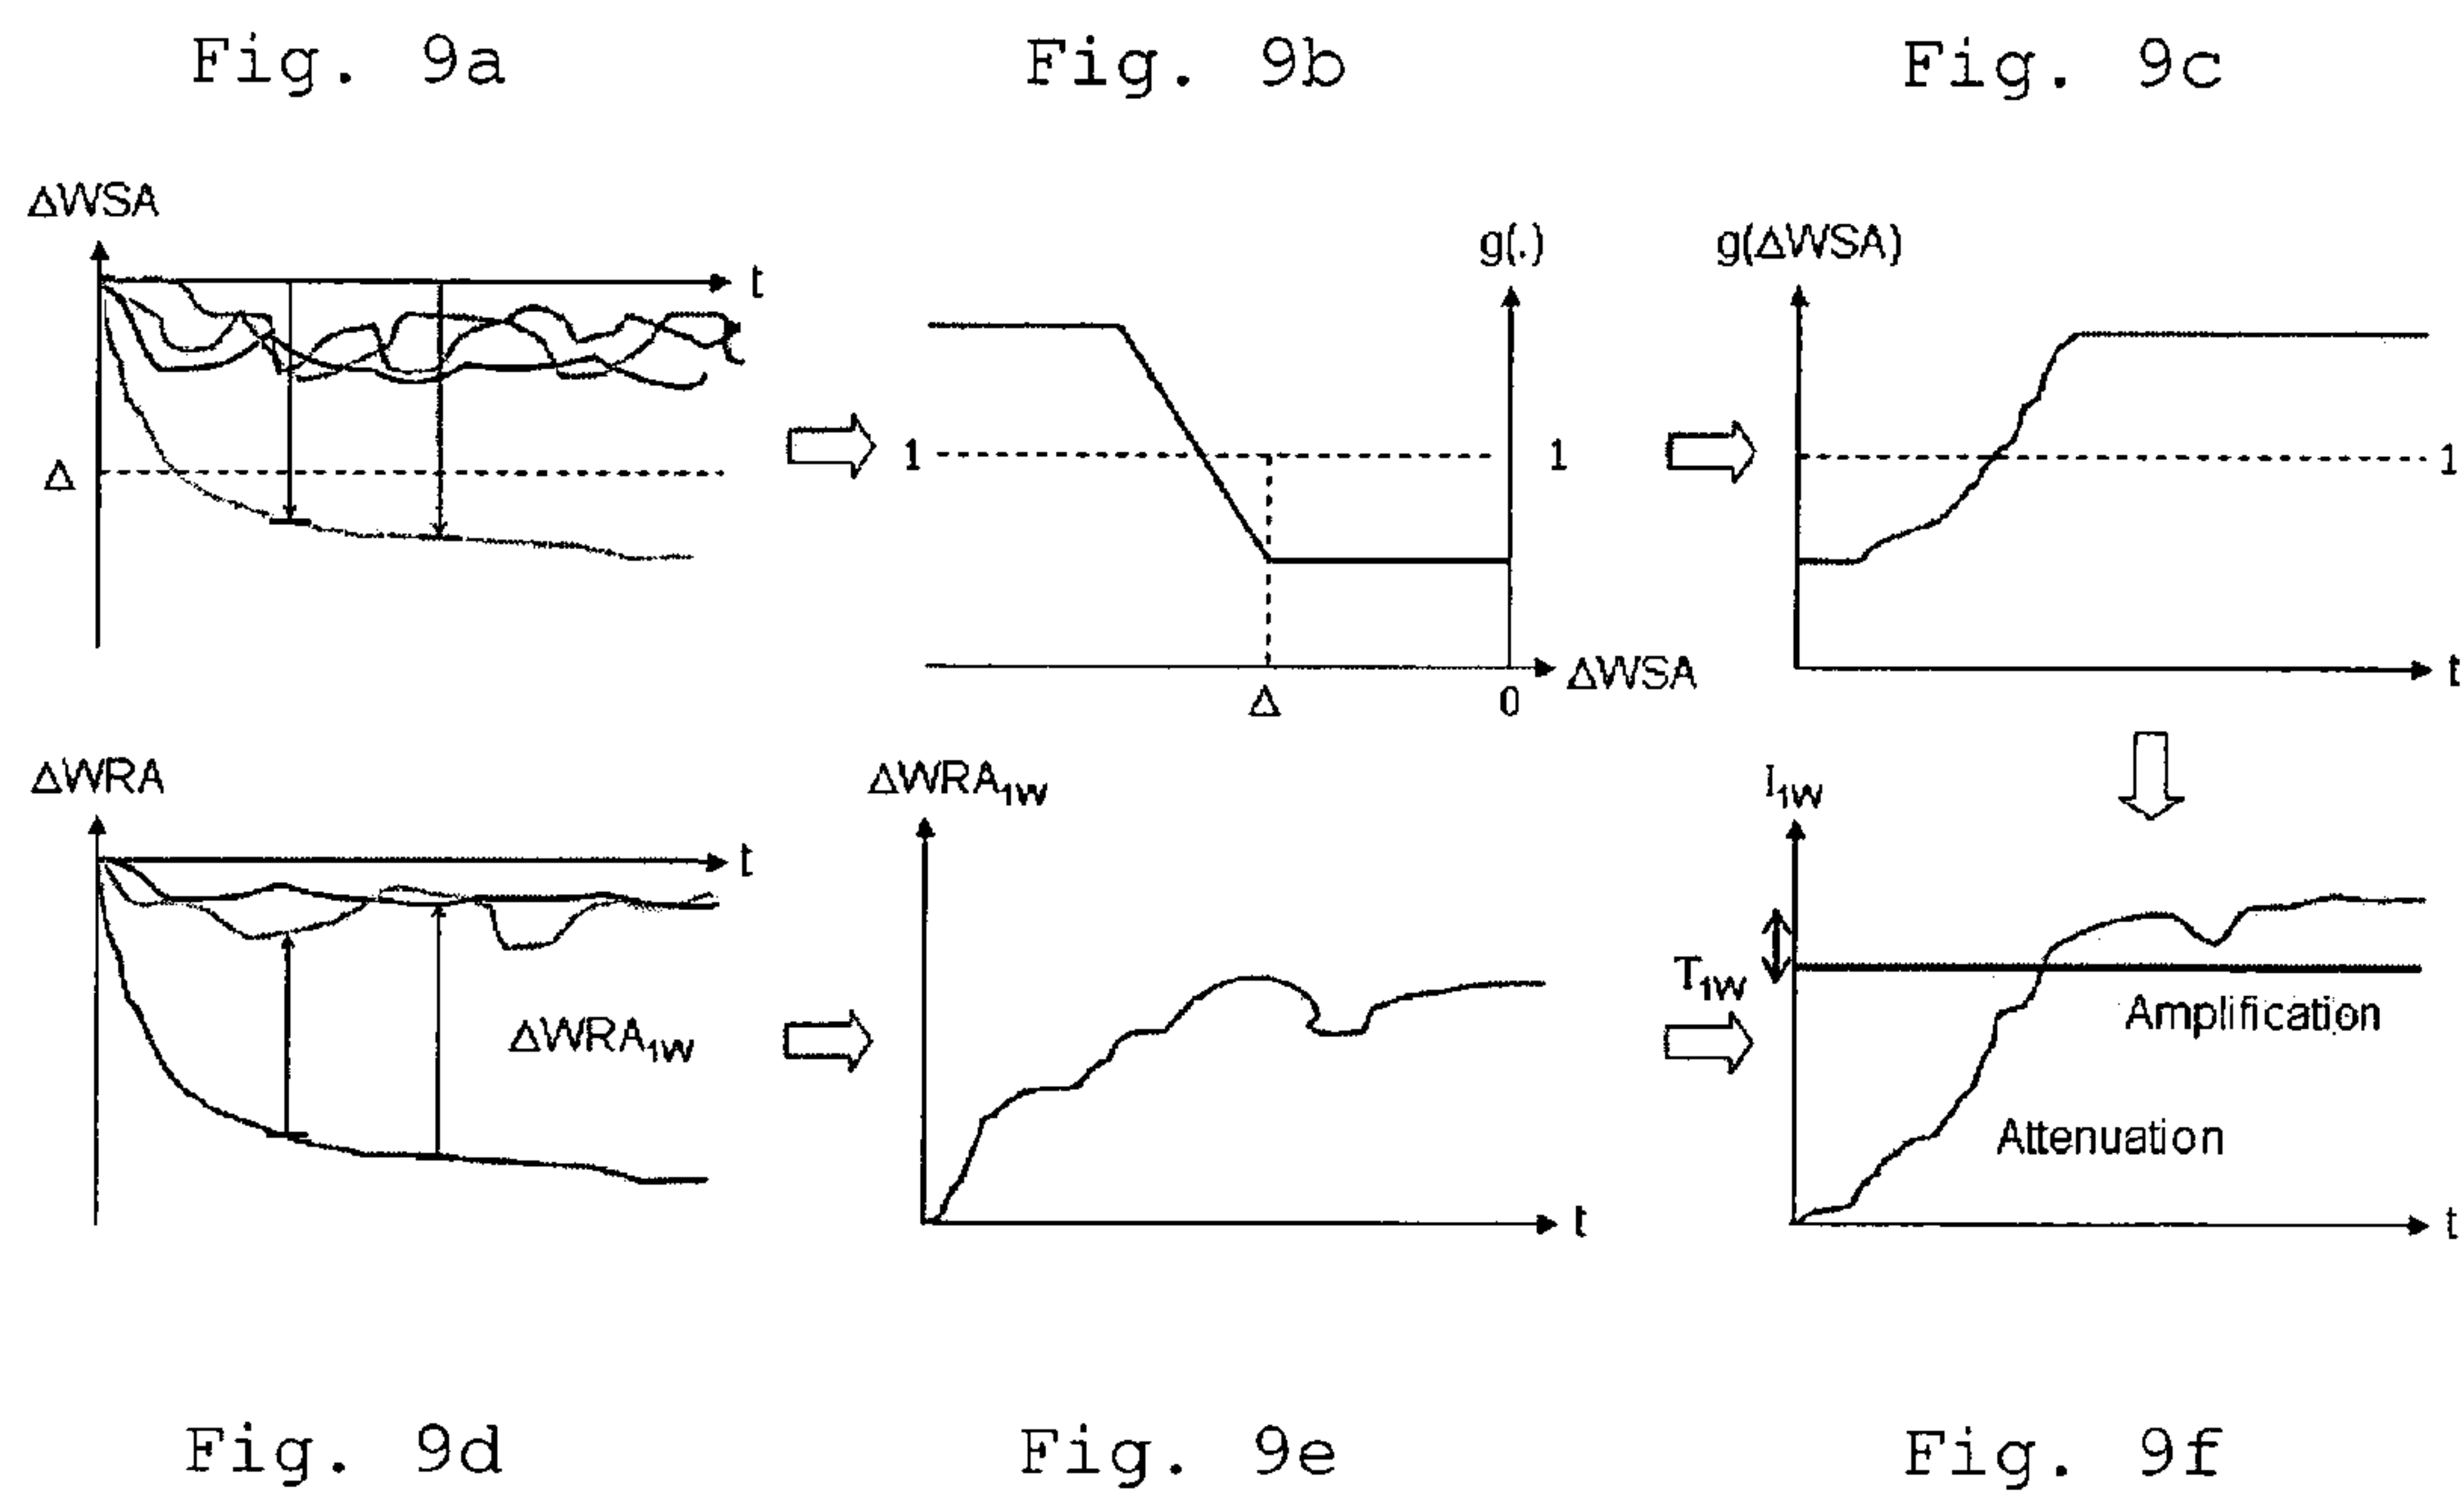 Fig. 9a
Fig. 9b
Fig. 9c
ΔWSA
t
Δ
g(.)
1
1
Δ
0
ΔWSA
g(ΔWSA)
1
t
ΔWRA
t
ΔWRA1W
ΔWRA1W
t
I1W
T1W
Amplification
Attenuation
t
Fig. 9d
Fig. 9e
Fig. 9f